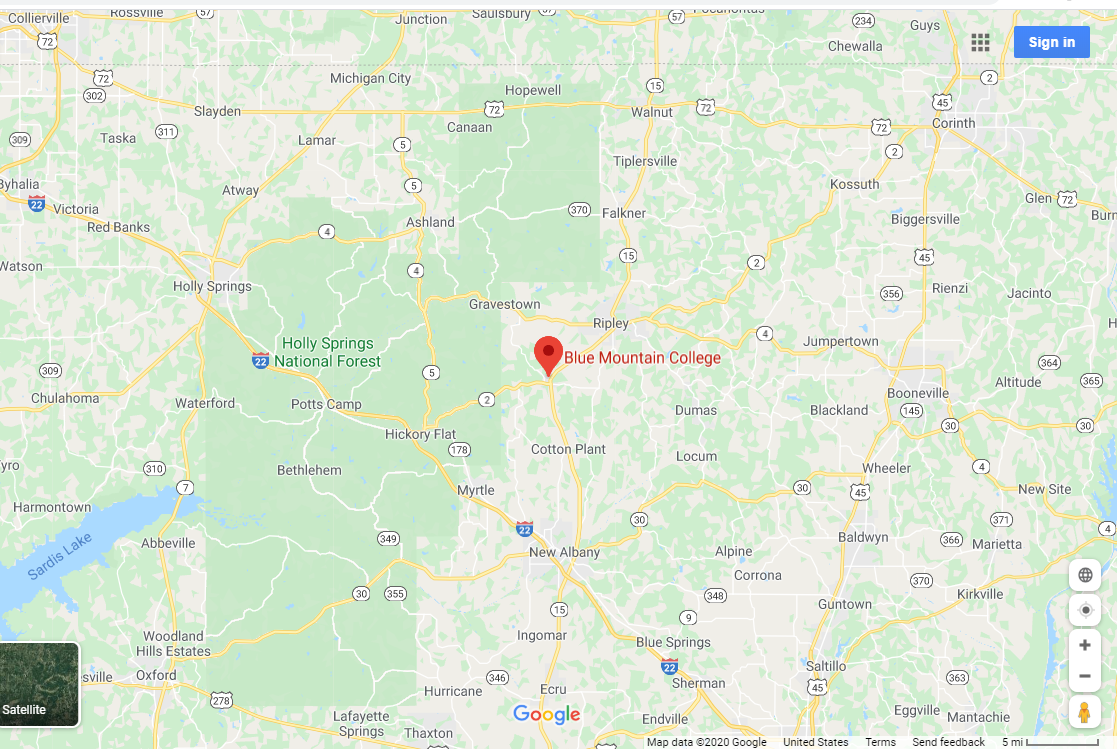 Collierville
Rossville
57
Junction
Saulsbury
57
57
Pocahontas
234
Guys
72
Chewalla
Sign in
72
302
Michigan City
Hopewell
15
2
Slayden
72
Walnut
72
45
Corinth
309
Taska
311
Lamar
Canaan
72
5
2
Tiplersville
Byhalia
5
Kossuth
22
Victoria
Atway
Glen
72
Red Banks
4
Ashland
370
Falkner
Biggersville
Burn
15
45
2
Watson
4
Holly Springs
Gravestown
356
Rienzi
Jacinto
H
Ripley
4
Jumpertown
Holly Springs
National Forest
22
Blue Mountain College
364
309
5
Altitude
365
Chulahoma
Waterford
Potts Camp
2
Dumas
Blackland
Booneville
145
30
30
Hickory Flat
178
Cotton Plant
Locum
yro
310
Bethlehem
Wheeler
4
7
Myrtle
30
45
New Site
Harmontown
30
371
4
22
Sardis Lake
Abbeville
349
New Albany
Alpine
Baldwyn
366
Marietta
Corrona
370
30
355
348
Kirkville
15
9
Guntown
Woodland
Hills Estates
Ingomar
Blue Springs
Oxford
22
Saltillo
esville
346
Sherman
45
363
278
Hurricane
Ecru
Satellite
Lafayette
Springs
Google
Endville
Eggville
Mantachie
Thaxton
Map data ©2020 Google
United States
Terms
Send feedback
5 mi